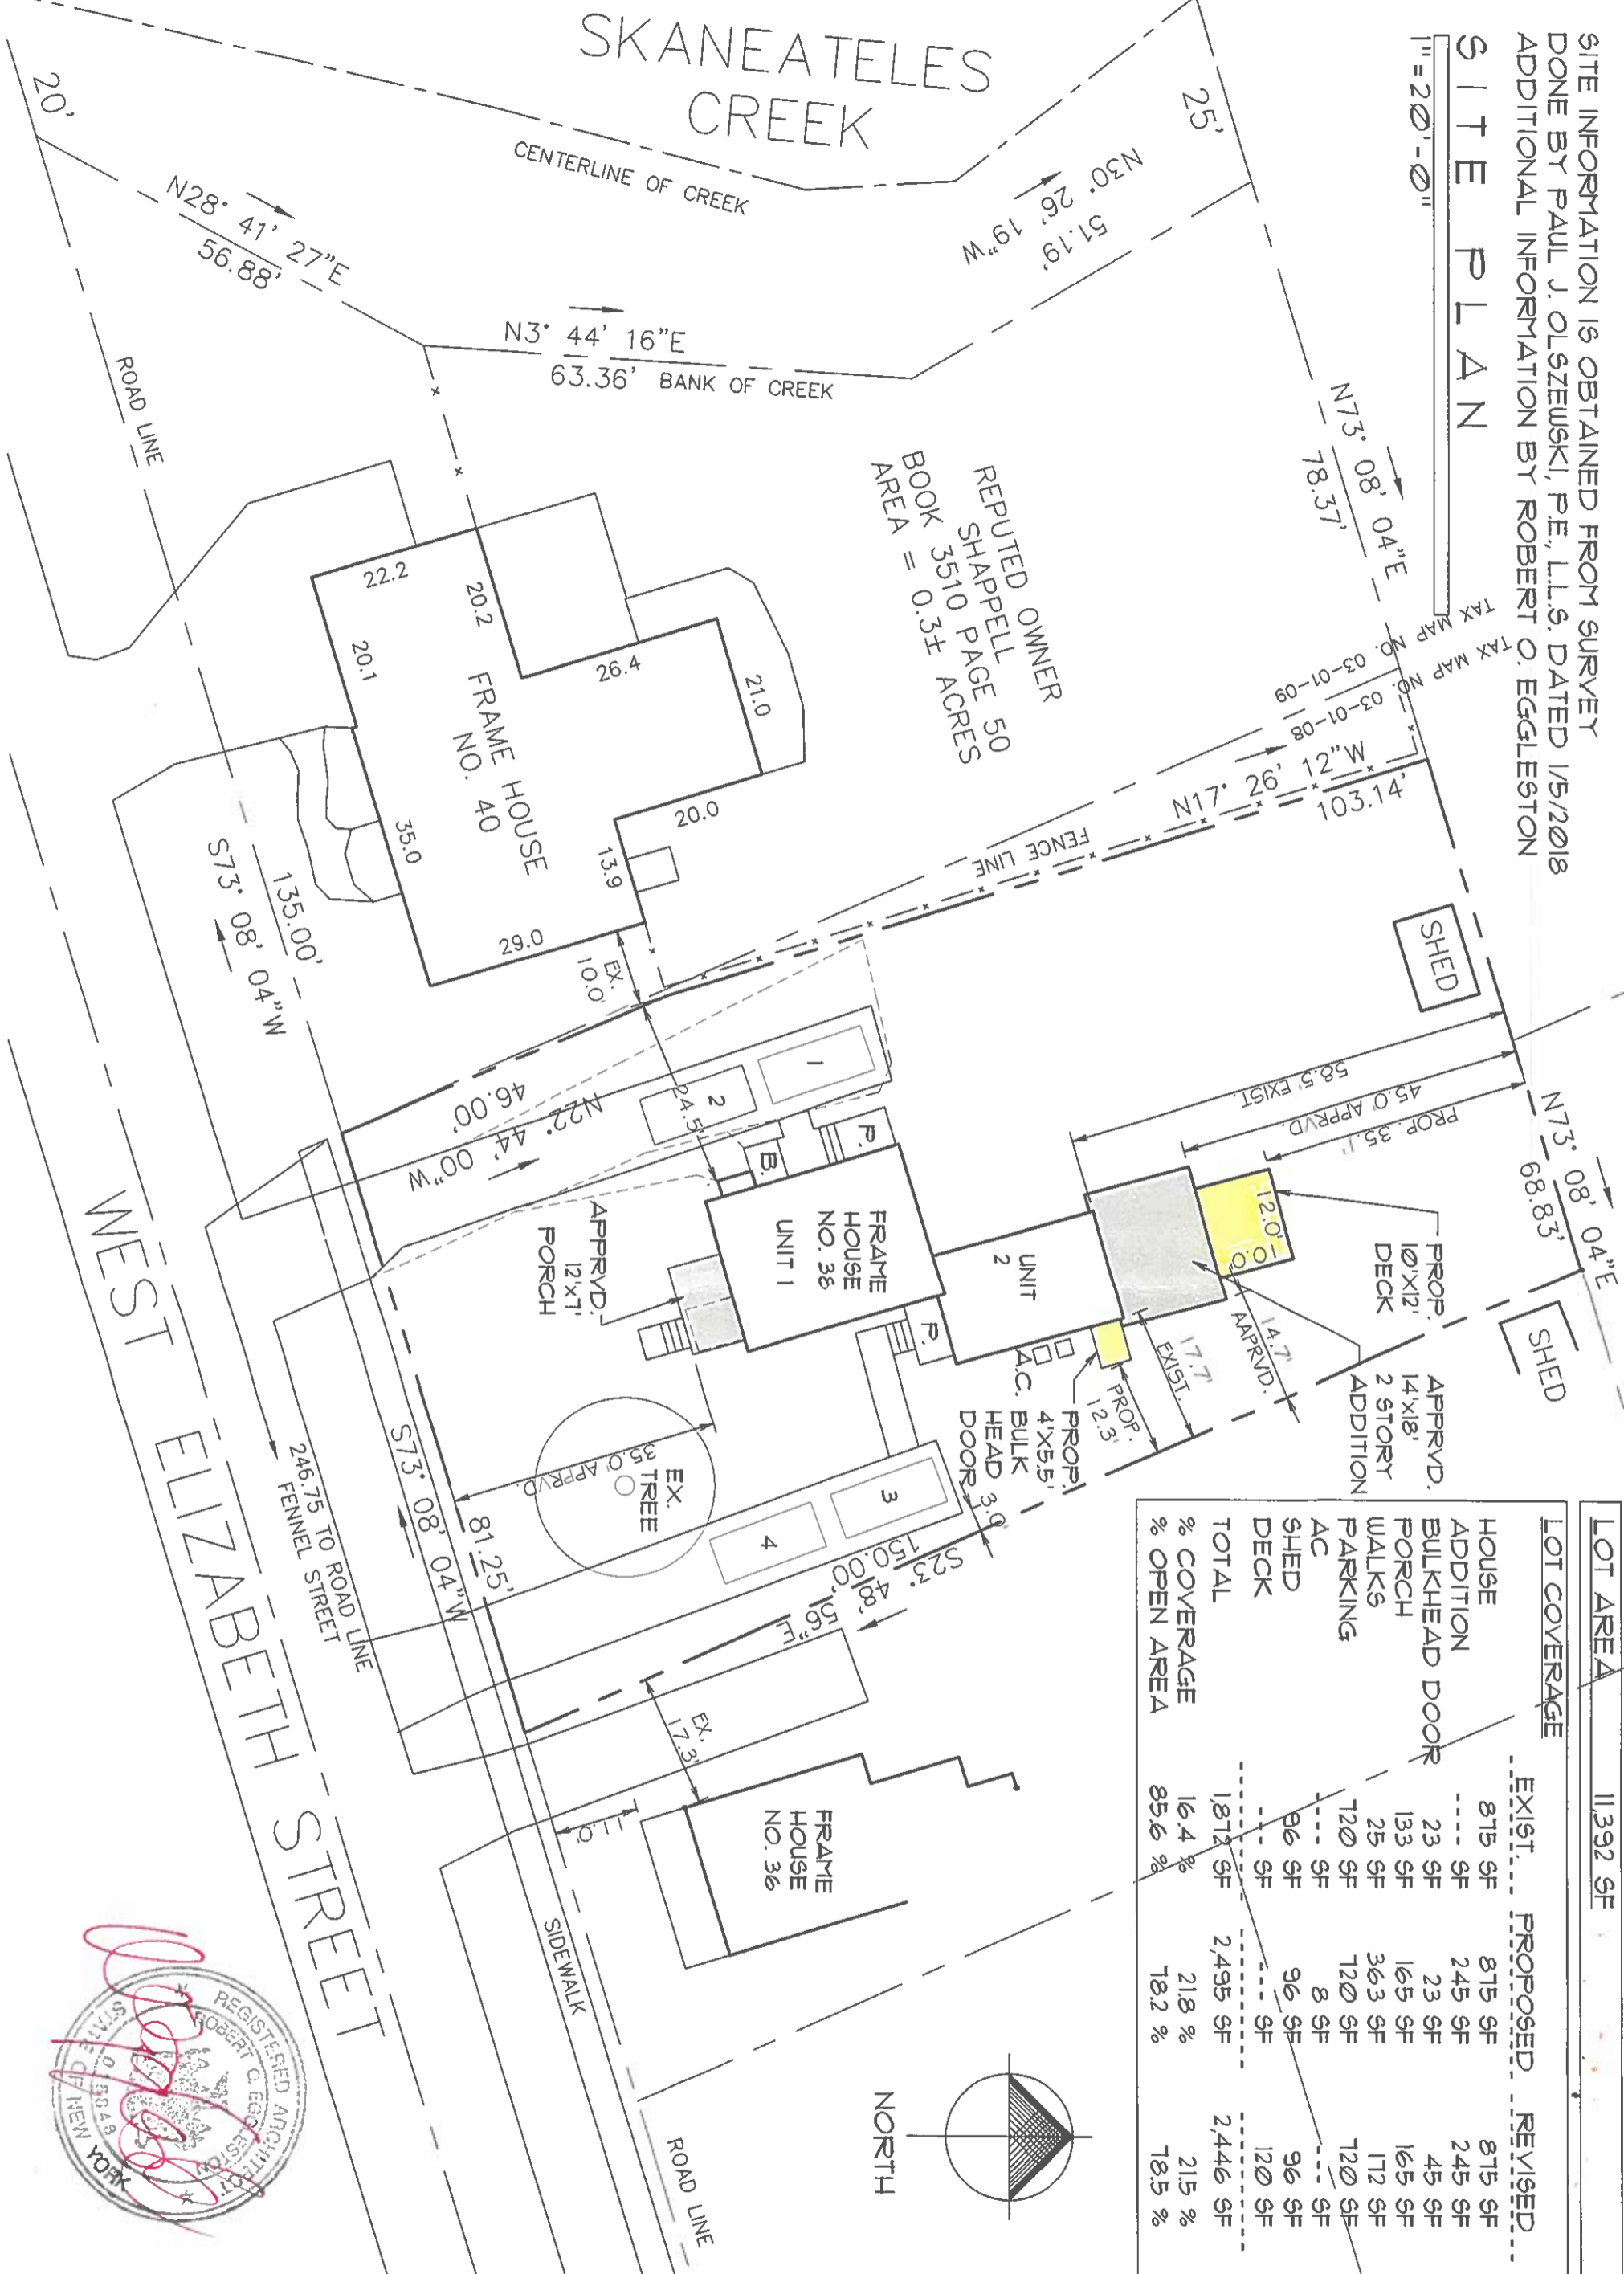 SITE INFORMATION IS OBTAINED FROM SURVEY
DONE BY PAUL J. OLSZEWSKI, P.E., L.L.S. DATED 1/5/2018
ADDITIONAL INFORMATION BY ROBERT O. EGGLESTON
SITE PLAN
1"=20'-0"
LOT AREA 11,392 SF
LOT COVERAGE
EXIST. PROPOSED REVISED
HOUSE 875 SF 875 SF 875 SF
ADDITION ---- SF 245 SF 245 SF
BULKHEAD DOOR 23 SF 23 SF 45 SF
PORCH 133 SF 165 SF 165 SF
WALKS 25 SF 363 SF 172 SF
PARKING 720 SF 720 SF 720 SF
AC ---- SF 8 SF --- SF
SHED 96 SF 96 SF 96 SF
DECK --- SF --- SF 120 SF
TOTAL 1,872 SF 2,495 SF 2,446 SF
% COVERAGE 16.4 % 21.8 % 21.5 %
% OPEN AREA 85.6 % 78.2 % 78.5 %
SKANEATELES
CREEK
CENTERLINE OF CREEK
25'
20'
N30° 26' 19"W
51.19'
N28° 41' 27"E
56.88'
N3° 44' 16"E
63.36' BANK OF CREEK
N73° 08' 04"E
78.37'
TAX MAP NO. 03-01-09
TAX MAP NO. 03-01-08
N17° 26' 12"W
103.14'
FENCE LINE
REPUTED OWNER
SHAPPELL
BOOK 3510 PAGE 50
AREA = 0.3± ACRES
FRAME HOUSE
NO. 40
22.2
20.2
20.1
26.4
21.0
20.0
13.9
35.0
29.0
EX.
10.0'
ROAD LINE
135.00'
S73° 08' 04"W
SHED
N73° 08' 04"E
68.83'
SHED
58.5' EXIST.
45.0' APPRVD.
PROP. 35.1'
PROP.
10'X12'
DECK
12.0'
10.0'
APPRVD.
14'x18'
2 STORY
ADDITION
14.7'
AAPRVD.
17.7'
EXIST.
PROP.
12.3'
PROP.
4'X5.5'
BULK
HEAD
DOOR
A.C.
3.0'
UNIT
2
FRAME
HOUSE
NO. 38
UNIT 1
P.
P.
B.
1
2
3
4
24.5'
N22° 44' 00"W
46.00'
APPRVD.
12'x7'
PORCH
EX.
TREE
35.0' APPRVD.
S23° 48' 56"E
150.00'
81.25'
S73° 08' 04"W
246.75 TO ROAD LINE
FENNEL STREET
EX.
17.3'
11.0'
FRAME
HOUSE
NO. 36
SIDEWALK
ROAD LINE
WEST ELIZABETH STREET
NORTH
REGISTERED ARCHITECT
ROBERT O. EGGLESTON
STATE OF NEW YORK